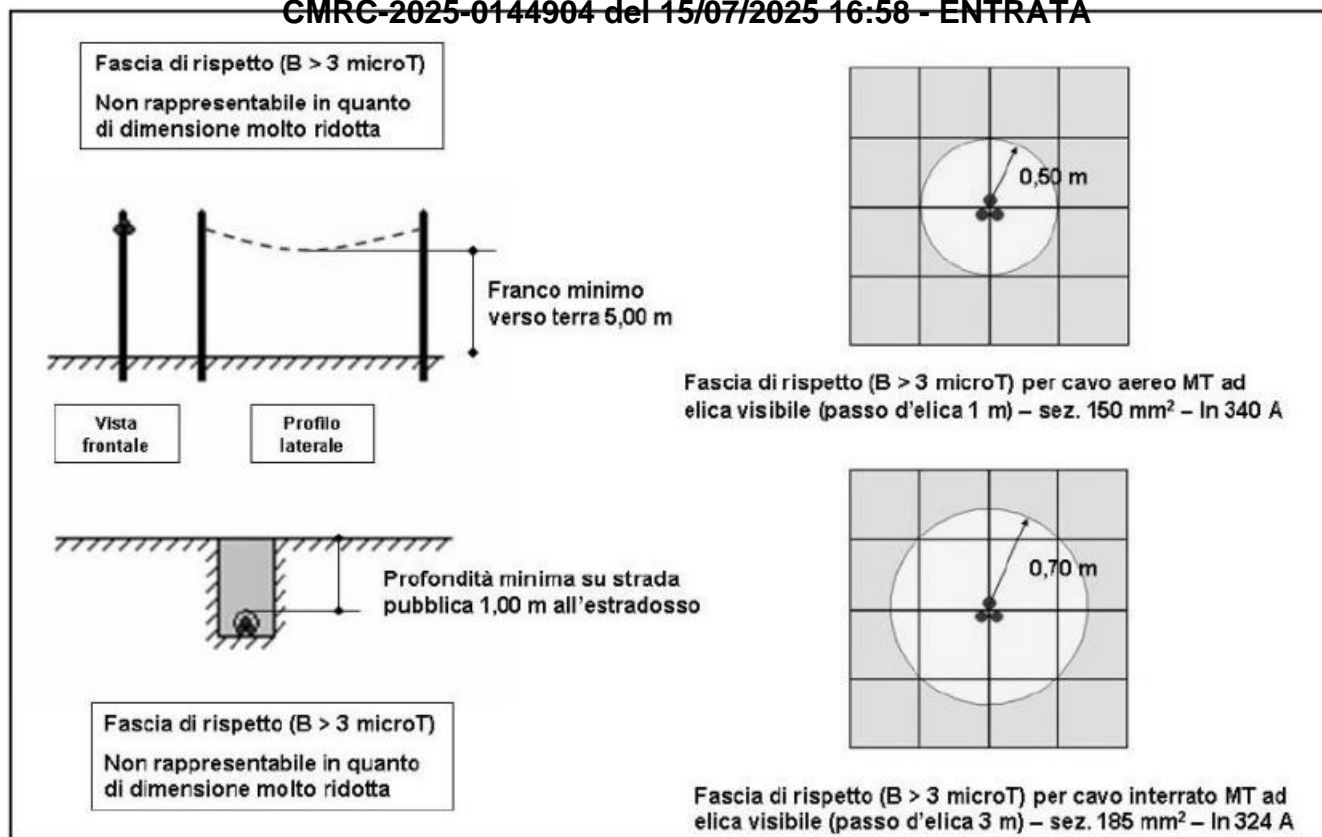 CMRC-2025-0144904 del 15/07/2025 16:58 - ENTRATA
Fascia di rispetto (B > 3 microT)
Non rappresentabile in quanto
di dimensione molto ridotta
Franco minimo
verso terra 5,00 m
Vista
frontale
Profilo
laterale
0,50 m
Fascia di rispetto (B > 3 microT) per cavo aereo MT ad
elica visibile (passo d'elica 1 m) – sez. 150 mm² – In 340 A
Profondità minima su strada
pubblica 1,00 m all'estradosso
Fascia di rispetto (B > 3 microT)
Non rappresentabile in quanto
di dimensione molto ridotta
0,70 m
Fascia di rispetto (B > 3 microT) per cavo interrato MT ad
elica visibile (passo d'elica 3 m) – sez. 185 mm² – In 324 A